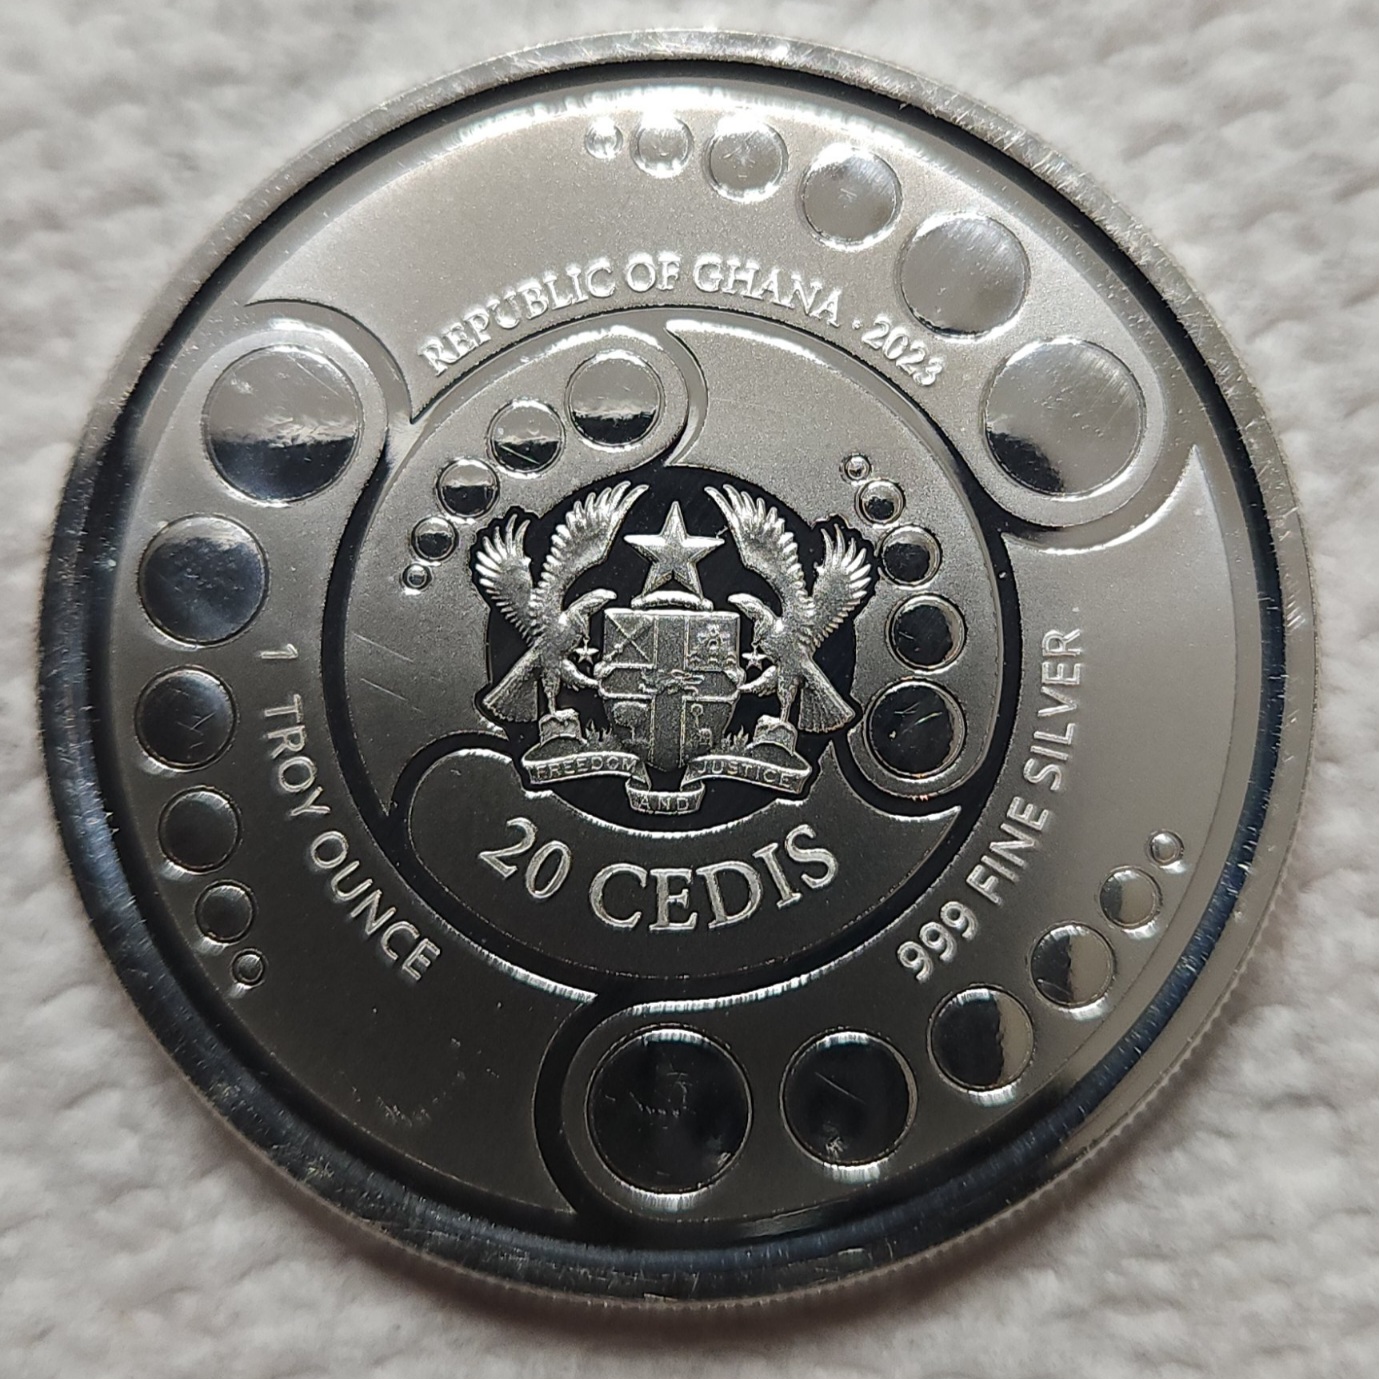 REPUBLIC OF GHANA · 2023
FREEDOM AND JUSTICE
20 CEDIS
1 TROY OUNCE
999 FINE SILVER